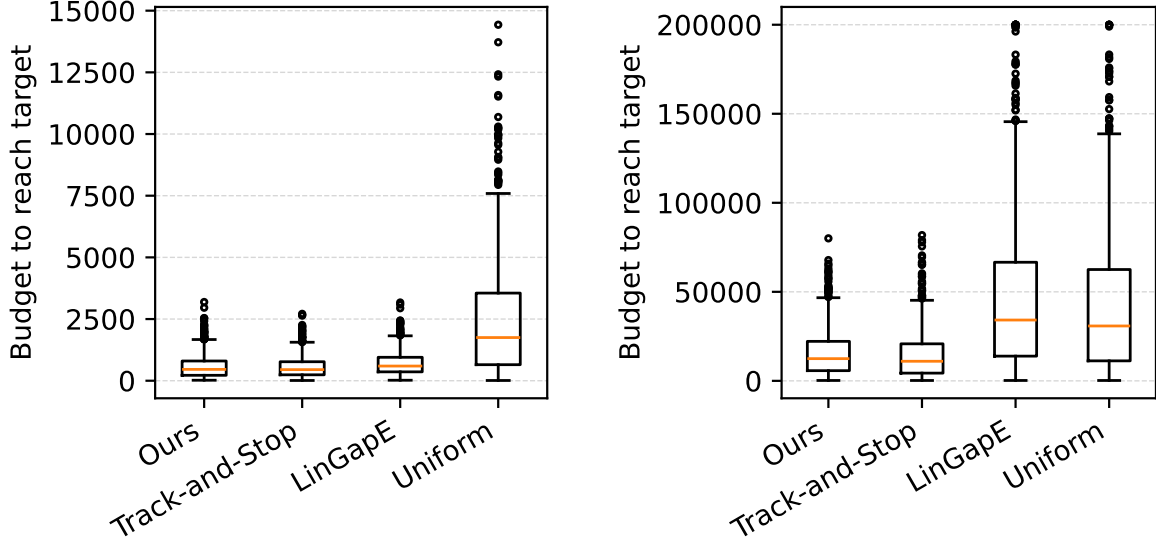 Budget to reach target
15000
12500
10000
7500
5000
2500
0
Ours
Track-and-Stop
LinGapE
Uniform
Budget to reach target
200000
150000
100000
50000
0
Ours
Track-and-Stop
LinGapE
Uniform